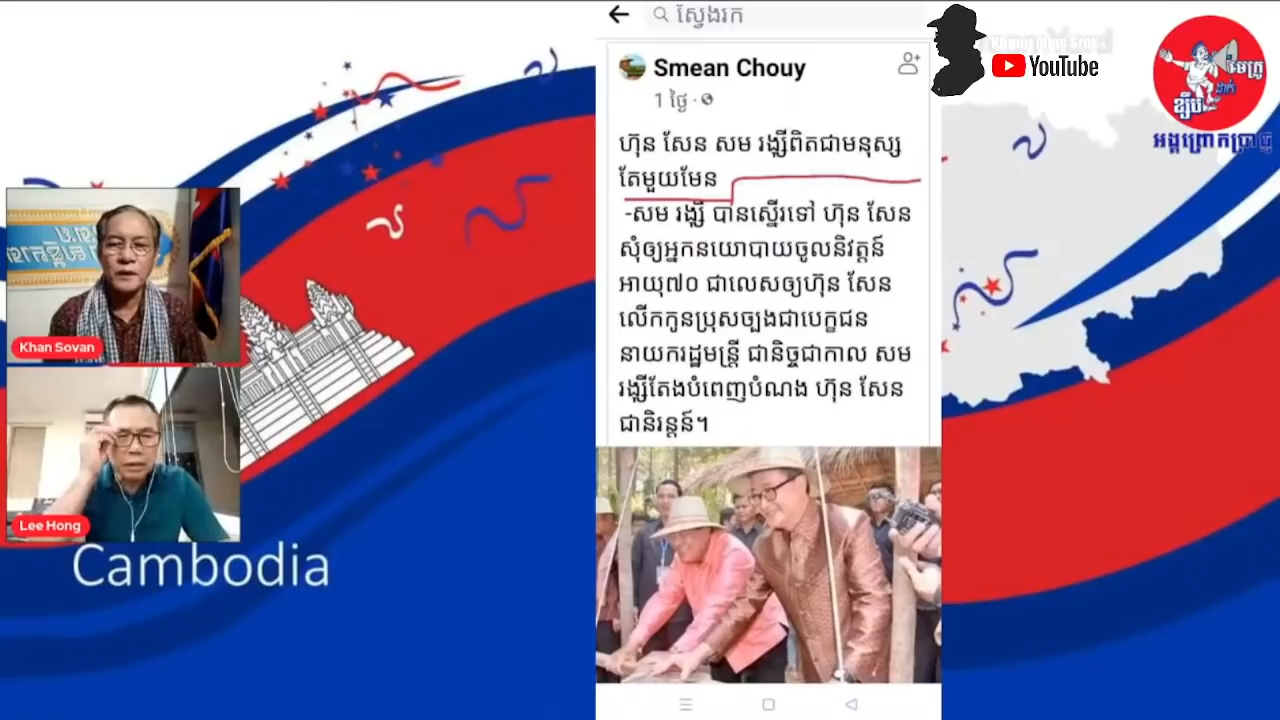 ស្វែងរក
Smean Chouy
1 ថ្ងៃ ·
ហ៊ុន សែន សម រង្ស៊ីពិតជាមនុស្ស
តែមួយមែន
-សម រង្ស៊ី បានស្នើរទៅ ហ៊ុន សែន
សុំឲ្យអ្នកនយោបាយចូលនិវត្តន៍
អាយុ៧០ ជាលេសឲ្យហ៊ុន សែន
លើកកូនប្រុសច្បងជាបេក្ខជន
នាយករដ្ឋមន្ត្រី ជានិច្ចជាកាល សម
រង្ស៊ីតែងបំពេញបំណង ហ៊ុន សែន
ជានិរន្តន៍។
YouTube
មេត្រូ
ដាក់
Khan Sovan
Lee Hong
Cambodia